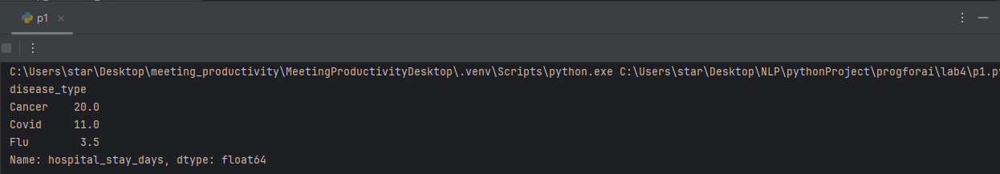 p1
C:\Users\star\Desktop\meeting_productivity\MeetingProductivityDesktop\.venv\Scripts\python.exe C:\Users\star\Desktop\NLP\pythonProject\progforai\lab4\p1.py
disease_type
Cancer    20.0
Covid     11.0
Flu        3.5
Name: hospital_stay_days, dtype: float64